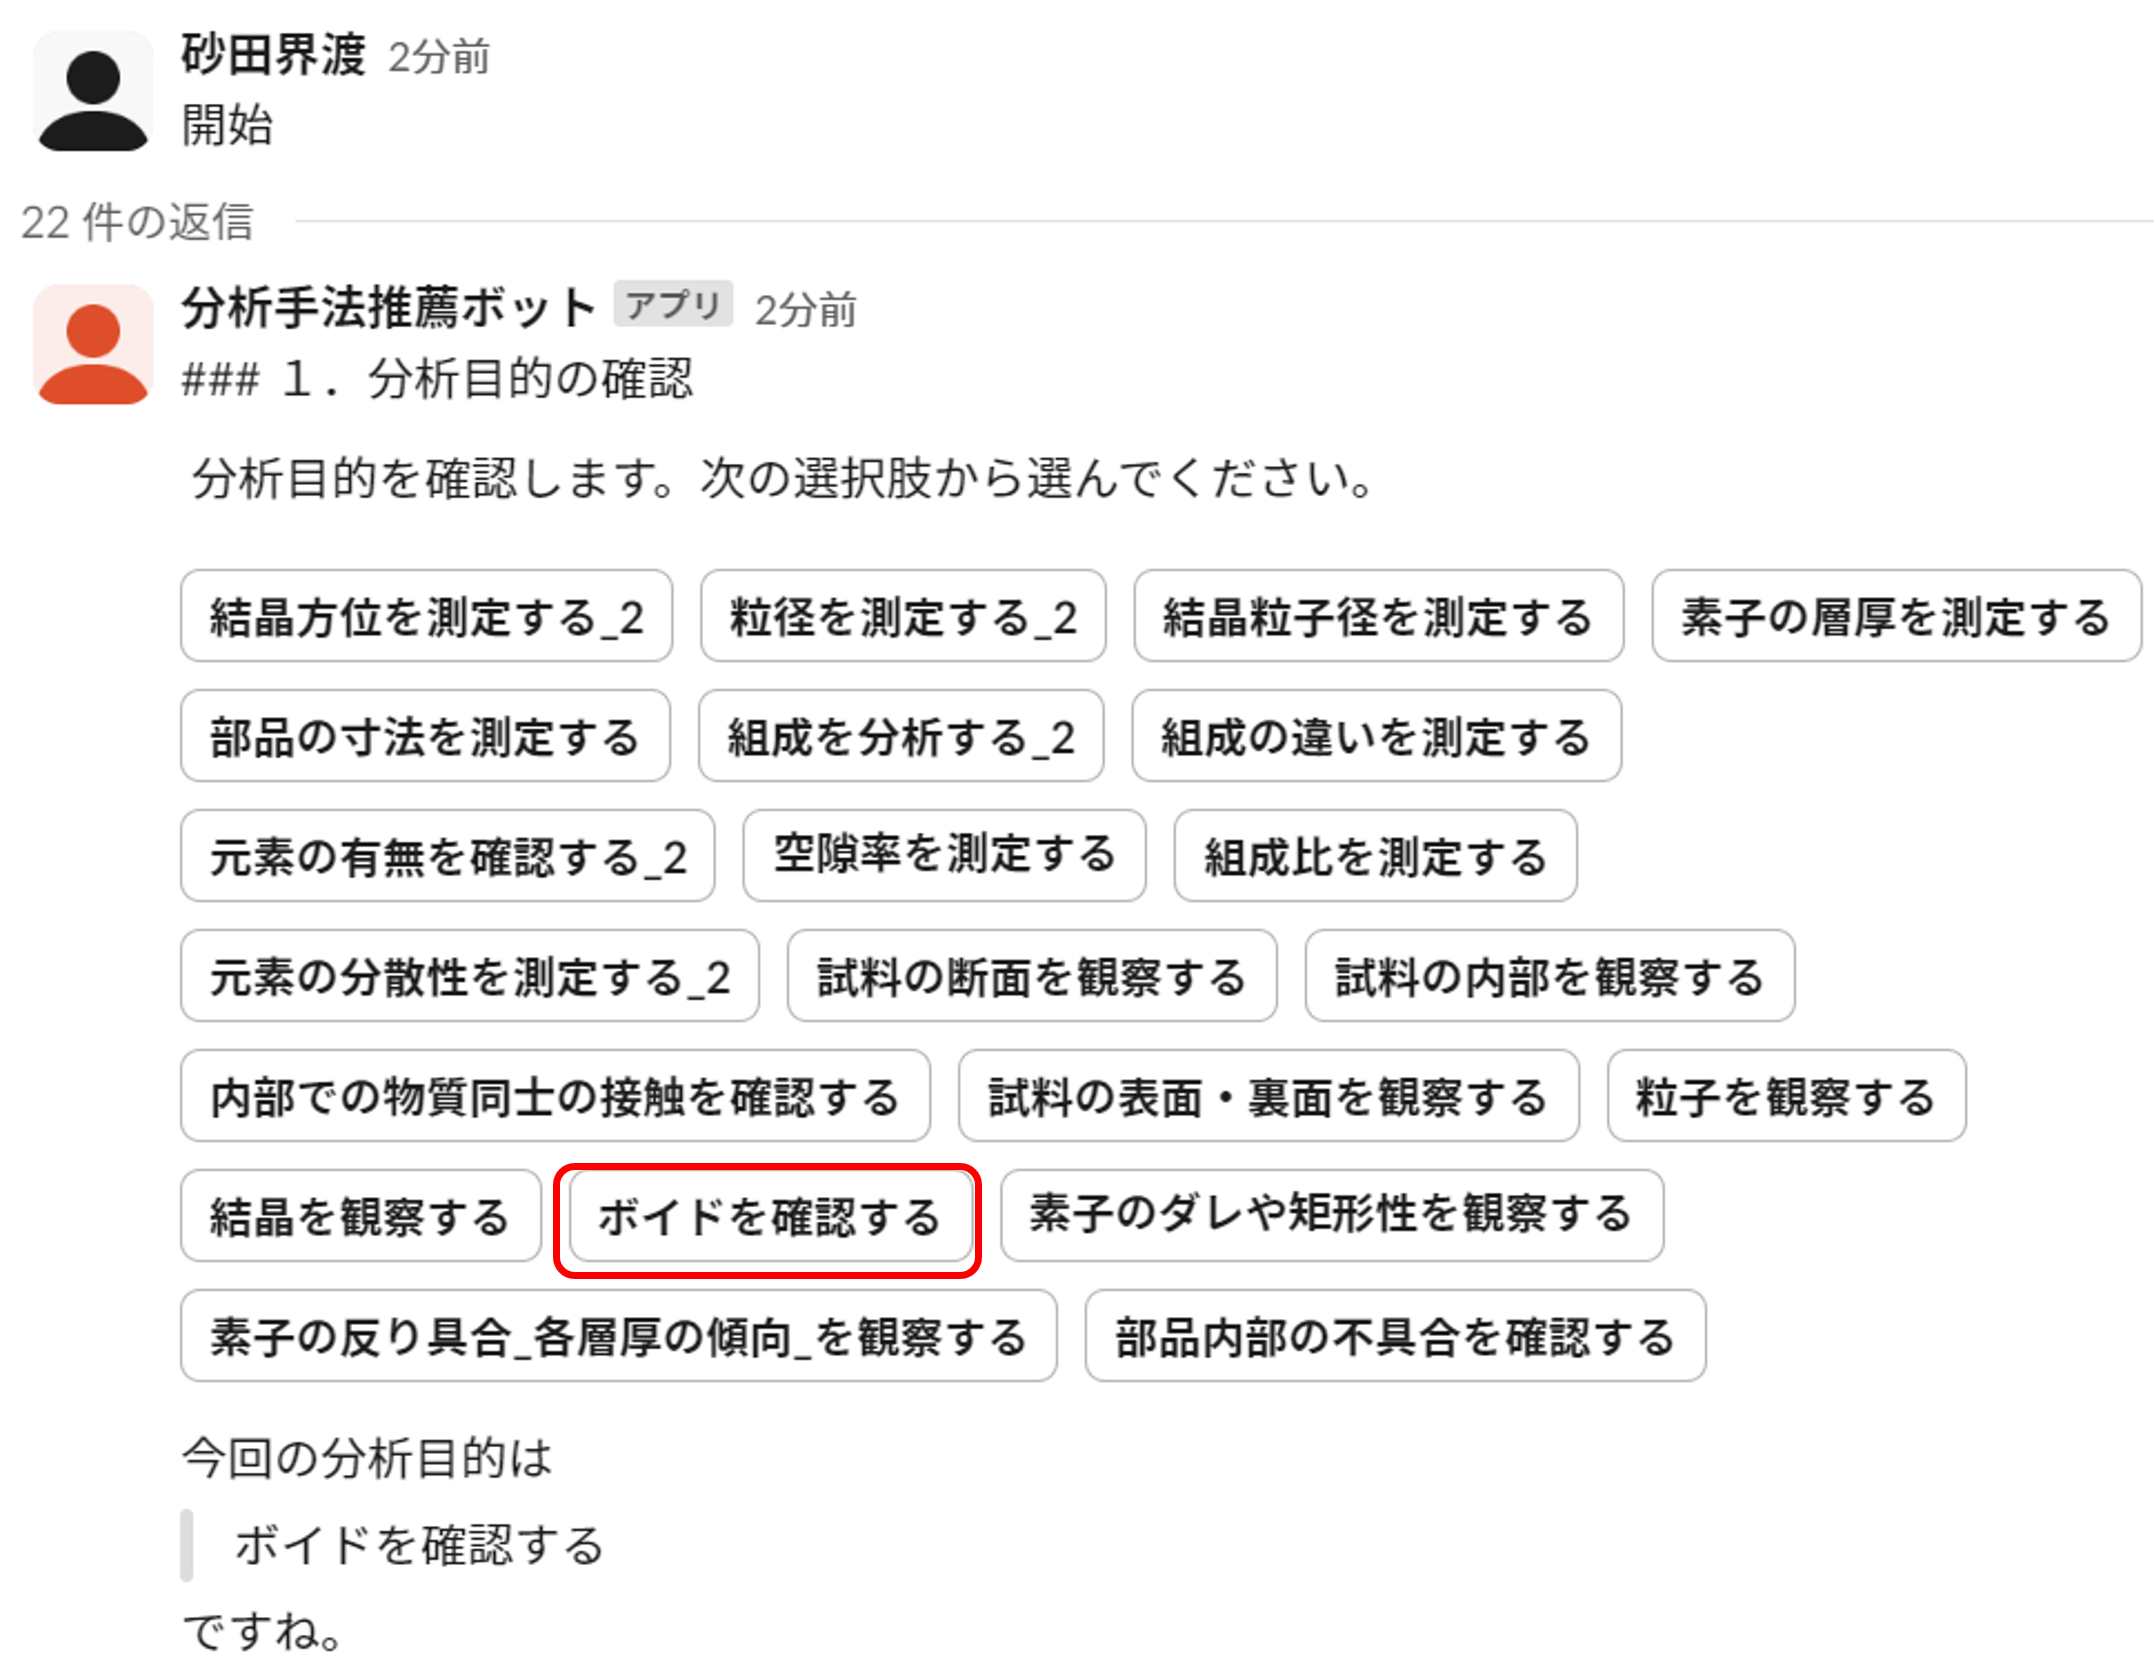 砂田界渡 2分前
開始
22 件の返信
分析手法推薦ボット アプリ 2分前
### １．分析目的の確認
分析目的を確認します。次の選択肢から選んでください。
結晶方位を測定する_2 粒径を測定する_2 結晶粒子径を測定する 素子の層厚を測定する
部品の寸法を測定する 組成を分析する_2 組成の違いを測定する
元素の有無を確認する_2 空隙率を測定する 組成比を測定する
元素の分散性を測定する_2 試料の断面を観察する 試料の内部を観察する
内部での物質同士の接触を確認する 試料の表面・裏面を観察する 粒子を観察する
結晶を観察する ボイドを確認する 素子のダレや矩形性を観察する
素子の反り具合_各層厚の傾向_を観察する 部品内部の不具合を確認する
今回の分析目的は
ボイドを確認する
ですね。